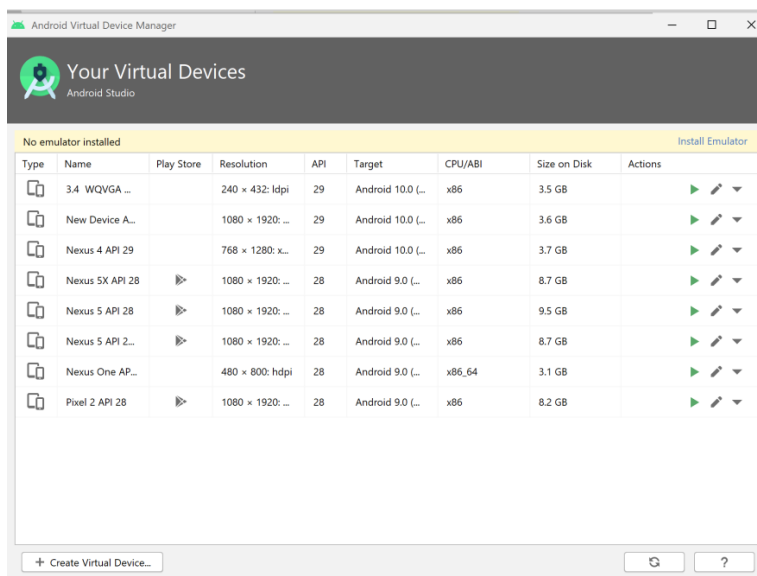 Android Virtual Device Manager
Your Virtual Devices
Android Studio
No emulator installed Install Emulator
Type Name Play Store Resolution API Target CPU/ABI Size on Disk Actions
3.4 WQVGA ... 240 × 432: ldpi 29 Android 10.0 (... x86 3.5 GB
New Device A... 1080 × 1920: ... 29 Android 10.0 (... x86 3.6 GB
Nexus 4 API 29 768 × 1280: x... 29 Android 10.0 (... x86 3.7 GB
Nexus 5X API 28 1080 × 1920: ... 28 Android 9.0 (... x86 8.7 GB
Nexus 5 API 28 1080 × 1920: ... 28 Android 9.0 (... x86 9.5 GB
Nexus 5 API 2... 1080 × 1920: ... 28 Android 9.0 (... x86 8.7 GB
Nexus One AP... 480 × 800: hdpi 28 Android 9.0 (... x86_64 3.1 GB
Pixel 2 API 28 1080 × 1920: ... 28 Android 9.0 (... x86 8.2 GB
+ Create Virtual Device... ?